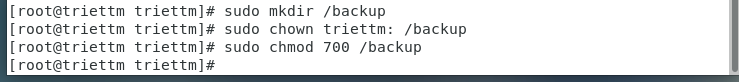 [root@triettm triettm]# sudo mkdir /backup
[root@triettm triettm]# sudo chown triettm: /backup
[root@triettm triettm]# sudo chmod 700 /backup
[root@triettm triettm]#